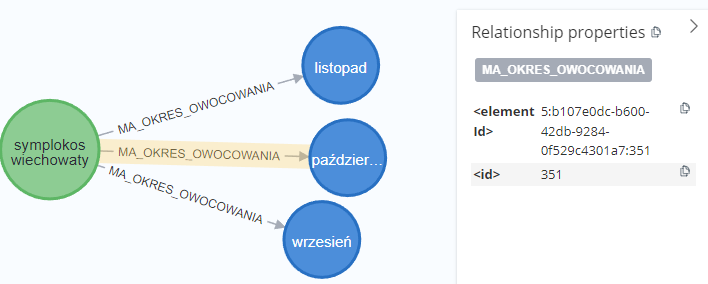 symplokos
wiechowaty
MA_OKRES_OWOCOWANIA
listopad
MA_OKRES_OWOCOWANIA
paździer...
MA_OKRES_OWOCOWANIA
wrzesień
Relationship properties
MA_OKRES_OWOCOWANIA
<element 5:b107e0dc-b600-
Id> 42db-9284-
0f529c4301a7:351
<id> 351